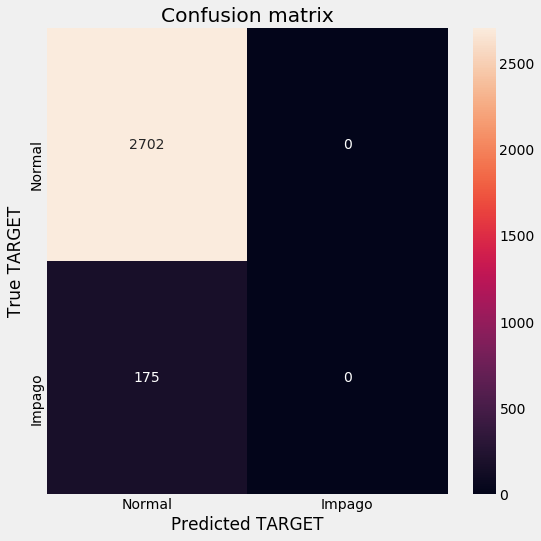 Confusion matrix
True TARGET
Normal
Impago
2702
0
175
0
Normal
Impago
Predicted TARGET
2500
2000
1500
1000
500
0